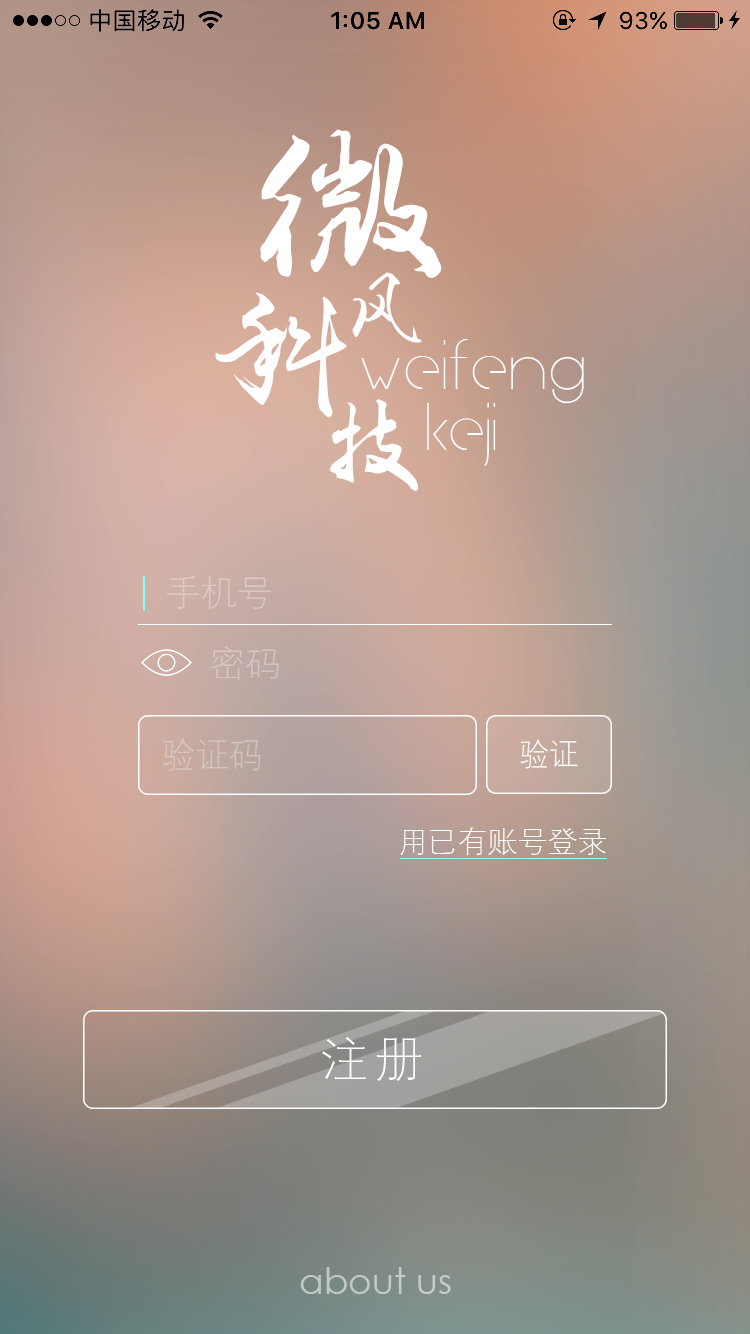 中国移动 1:05 AM 93%
微
风
科
weifeng
技
keji
手机号
密码
验证码 验证
用已有账号登录
注册
about us